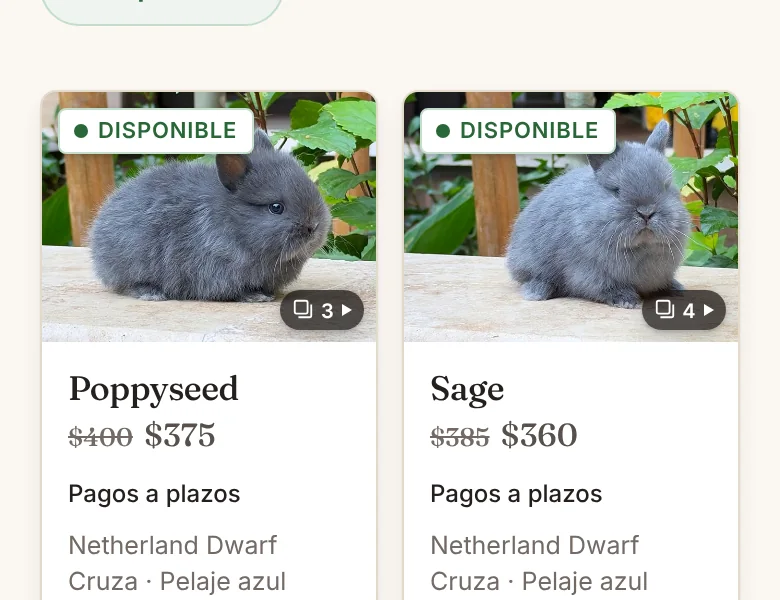 DISPONIBLE
3
Poppyseed
$400 $375
Pagos a plazos
Netherland Dwarf
Cruza · Pelaje azul
DISPONIBLE
4
Sage
$385 $360
Pagos a plazos
Netherland Dwarf
Cruza · Pelaje azul